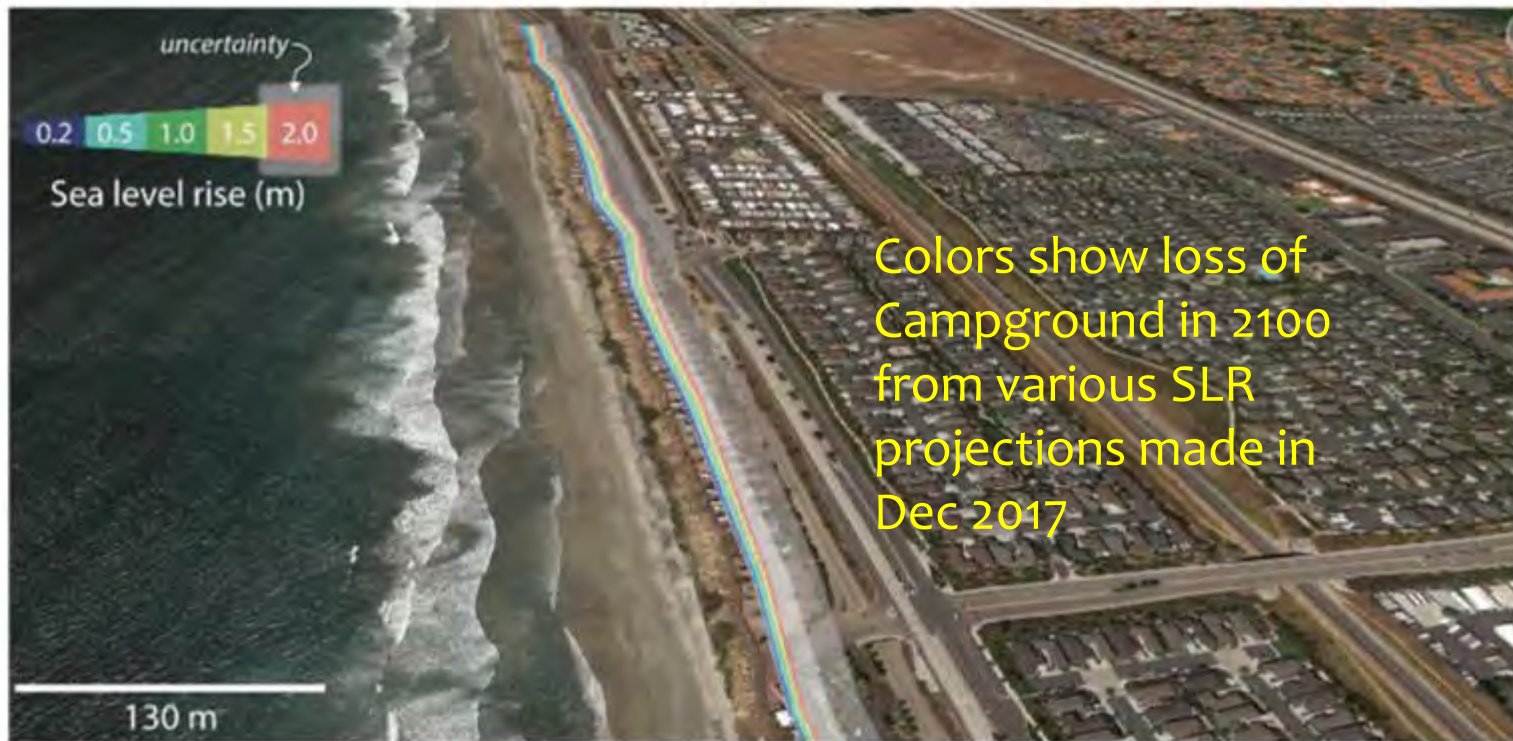 uncertainty
0.2 0.5 1.0 1.5 2.0
Sea level rise (m)
Colors show loss of
Campground in 2100
from various SLR
projections made in
Dec 2017
130 m